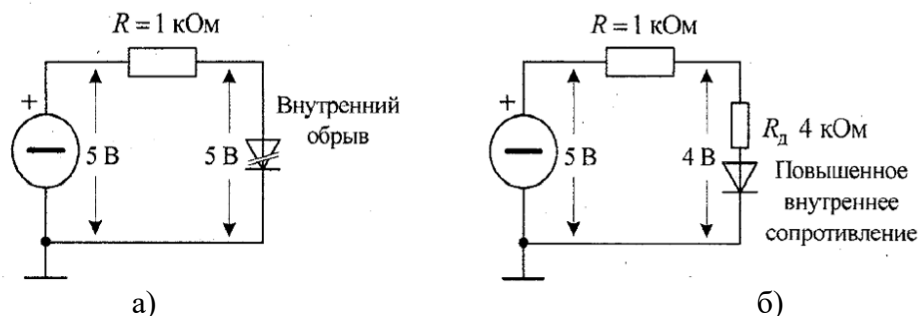 R = 1 кОм
+
5 В
5 В
Внутренний
обрыв
а)
R = 1 кОм
+
5 В
4 В
Rд 4 кОм
Повышенное
внутреннее
сопротивление
б)